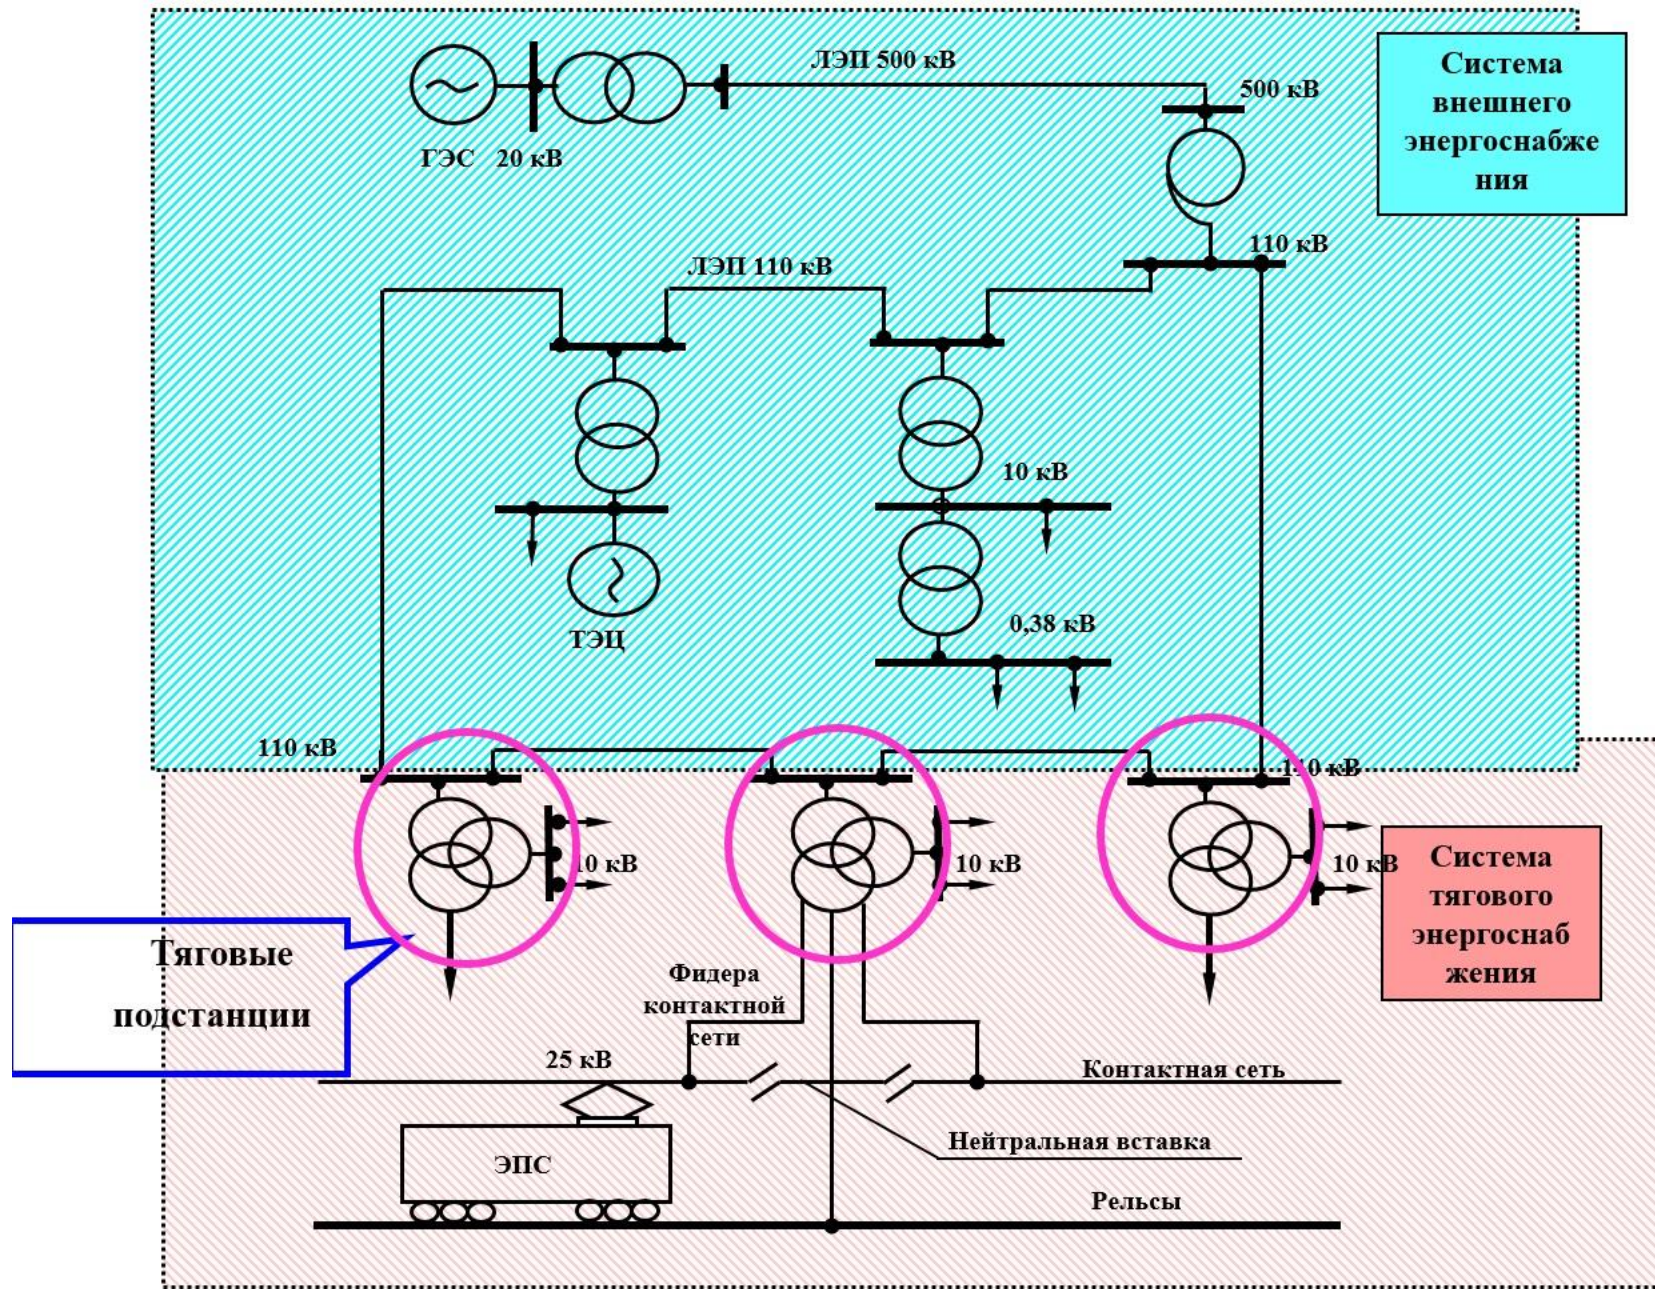 ЛЭП 500 кВ
500 кВ
Система
внешнего
энергоснабже
ния
ГЭС 20 кВ
110 кВ
ЛЭП 110 кВ
10 кВ
0,38 кВ
ТЭЦ
110 кВ
110 кВ
10 кВ
10 кВ
10 кВ
Система
тягового
энергоснаб
жения
Тяговые
подстанции
Фидера
контактной
сети
25 кВ
Контактная сеть
Нейтральная вставка
ЭПС
Рельсы